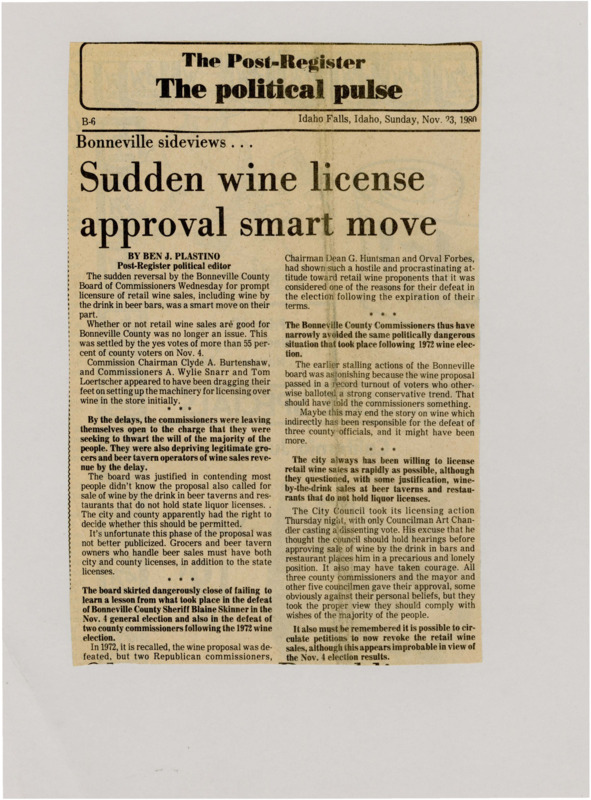 The Post-Register
The political pulse
B-6
Idaho Falls, Idaho, Sunday, Nov. 23, 1980
Bonneville sideviews . . .
Sudden wine license
approval smart move
BY BEN J. PLASTINO
Post-Register political editor
The sudden reversal by the Bonneville County
Board of Commissioners Wednesday for prompt
licensure of retail wine sales, including wine by
the drink in beer bars, was a smart move on their
part.
Whether or not retail wine sales are good for
Bonneville County was no longer an issue. This
was settled by the yes votes of more than 55 per-
cent of county voters on Nov. 4.
Commission Chairman Clyde A. Burtenshaw,
and Commissioners A. Wylie Snarr and Tom
Loertscher appeared to have been dragging their
feet on setting up the machinery for licensing over
wine in the store initially.
* * *
By the delays, the commissioners were leaving
themselves open to the charge that they were
seeking to thwart the will of the majority of the
people. They were also depriving legitimate gro-
cers and beer tavern operators of wine sales reve-
nue by the delay.
The board was justified in contending most
people didn't know the proposal also called for
sale of wine by the drink in beer taverns and res-
taurants that do not hold state liquor licenses. .
The city and county apparently had the right to
decide whether this should be permitted.
It's unfortunate this phase of the proposal was
not better publicized. Grocers and beer tavern
owners who handle beer sales must have both
city and county licenses, in addition to the state
licenses.
* * *
The board skirted dangerously close of failing to
learn a lesson from what took place in the defeat
of Bonneville County Sheriff Blaine Skinner in the
Nov. 4 general election and also in the defeat of
two county commissioners following the 1972 wine
election.
In 1972, it is recalled, the wine proposal was de-
feated, but two Republican commissioners,
Chairman Dean G. Huntsman and Orval Forbes,
had shown such a hostile and procrastinating at-
titude toward retail wine proponents that it was
considered one of the reasons for their defeat in
the election following the expiration of their
terms.
* * *
The Bonneville County Commissioners thus have
narrowly avoided the same politically dangerous
situation that took place following 1972 wine elec-
tion.
The earlier stalling actions of the Bonneville
board was astonishing because the wine proposal
passed in a record turnout of voters who other-
wise balloted a strong conservative trend. That
should have told the commissioners something.
Maybe this may end the story on wine which
indirectly has been responsible for the defeat of
three county officials, and it might have been
more.
* * *
The city always has been willing to license
retail wine sales as rapidly as possible, although
they questioned, with some justification, wine-
by-the-drink sales at beer taverns and restau-
rants that do not hold liquor licenses.
The City Council took its licensing action
Thursday night, with only Councilman Art Chan-
dler casting a dissenting vote. His excuse that he
thought the council should hold hearings before
approving sale of wine by the drink in bars and
restaurant places him in a precarious and lonely
position. It also may have taken courage. All
three county commissioners and the mayor and
other five councilmen gave their approval, some
obviously against their personal beliefs, but they
took the proper view they should comply with
wishes of the majority of the people.
It also must be remembered it is possible to cir-
culate petitions to now revoke the retail wine
sales, although this appears improbable in view of
the Nov. 4 election results.